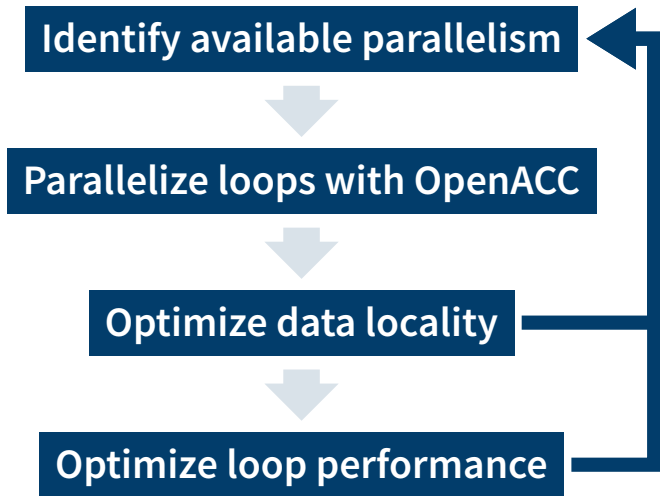 Identify available parallelism
Parallelize loops with OpenACC
Optimize data locality
Optimize loop performance